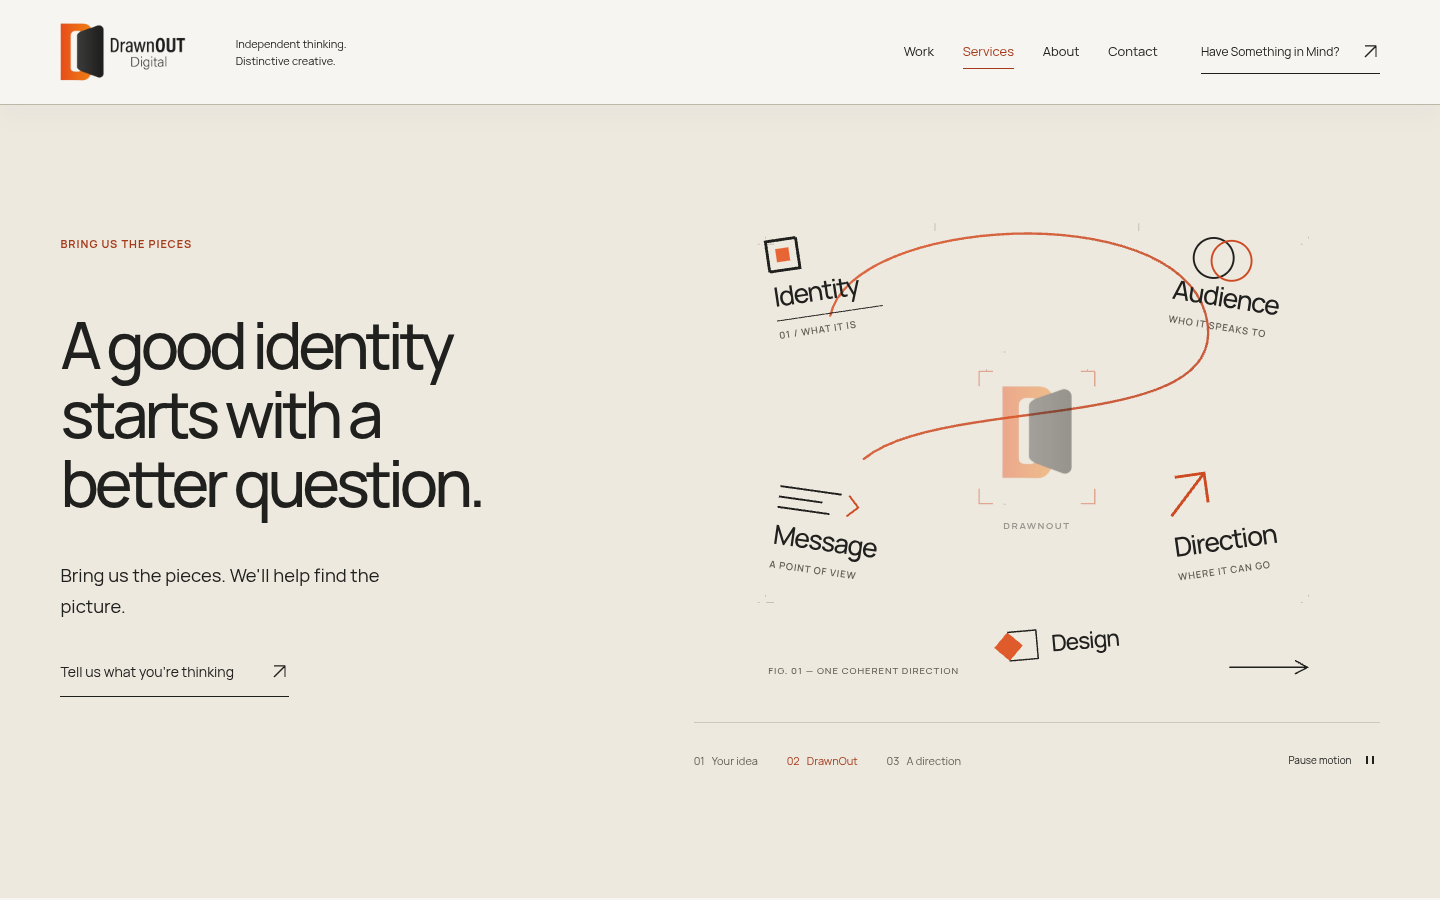 DrawnOUT
Digital
Independent thinking.
Distinctive creative.
Work
Services
About
Contact
Have Something in Mind?
BRING US THE PIECES
A good identity
starts with a
better question.
Bring us the pieces. We'll help find the
picture.
Tell us what you're thinking
Identity
01 / WHAT IT IS
Audience
WHO IT SPEAKS TO
DRAWNOUT
Message
A POINT OF VIEW
Direction
WHERE IT CAN GO
Design
FIG. 01 — ONE COHERENT DIRECTION
01 Your idea
02 DrawnOut
03 A direction
Pause motion